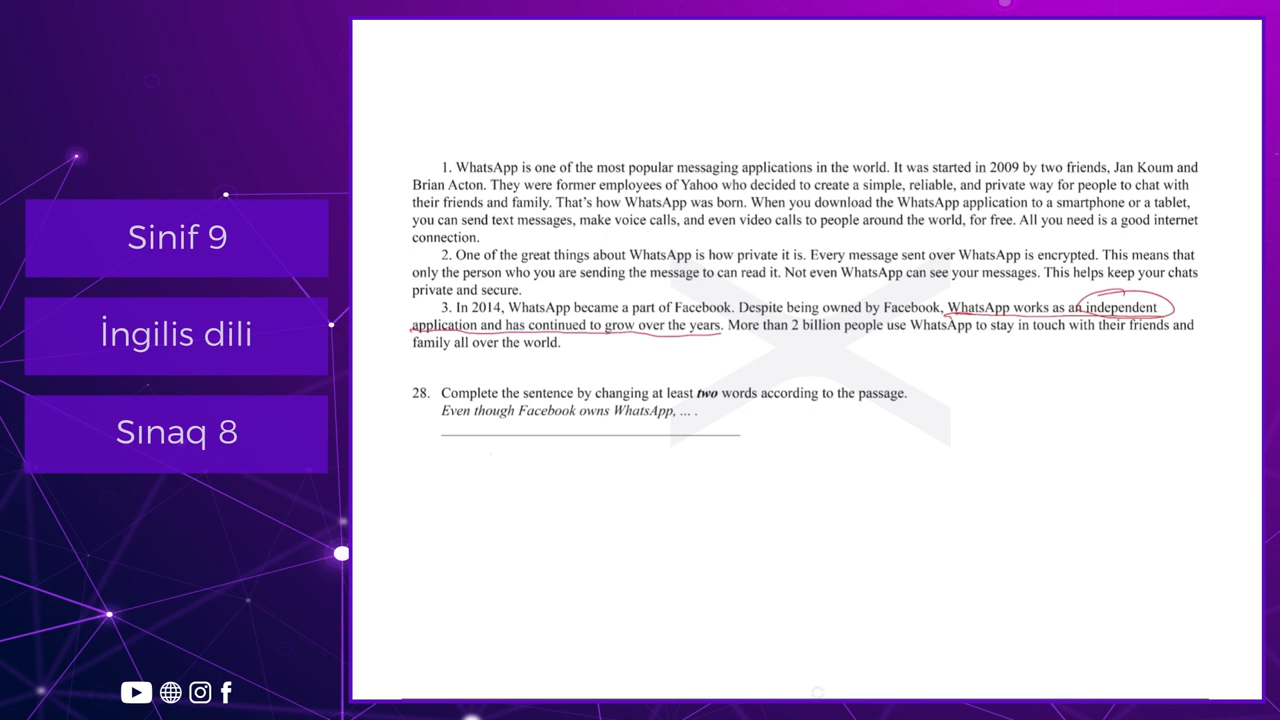 Sinif 9
İngilis dili
Sınaq 8
1. WhatsApp is one of the most popular messaging applications in the world. It was started in 2009 by two friends, Jan Koum and
Brian Acton. They were former employees of Yahoo who decided to create a simple, reliable, and private way for people to chat with
their friends and family. That’s how WhatsApp was born. When you download the WhatsApp application to a smartphone or a tablet,
you can send text messages, make voice calls, and even video calls to people around the world, for free. All you need is a good internet
connection.
2. One of the great things about WhatsApp is how private it is. Every message sent over WhatsApp is encrypted. This means that
only the person who you are sending the message to can read it. Not even WhatsApp can see your messages. This helps keep your chats
private and secure.
3. In 2014, WhatsApp became a part of Facebook. Despite being owned by Facebook, WhatsApp works as an independent
application and has continued to grow over the years. More than 2 billion people use WhatsApp to stay in touch with their friends and
family all over the world.
28. Complete the sentence by changing at least two words according to the passage.
Even though Facebook owns WhatsApp, ... .